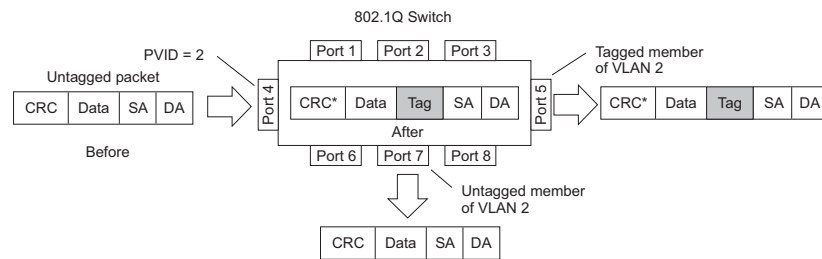 802.1Q Switch
PVID = 2
Port 1
Port 2
Port 3
Tagged member
of VLAN 2
Untagged packet
CRC
Data
SA
DA
Before
Port 4
CRC*
Data
Tag
SA
DA
After
Port 5
CRC*
Data
Tag
SA
DA
Port 6
Port 7
Port 8
Untagged member
of VLAN 2
CRC
Data
SA
DA